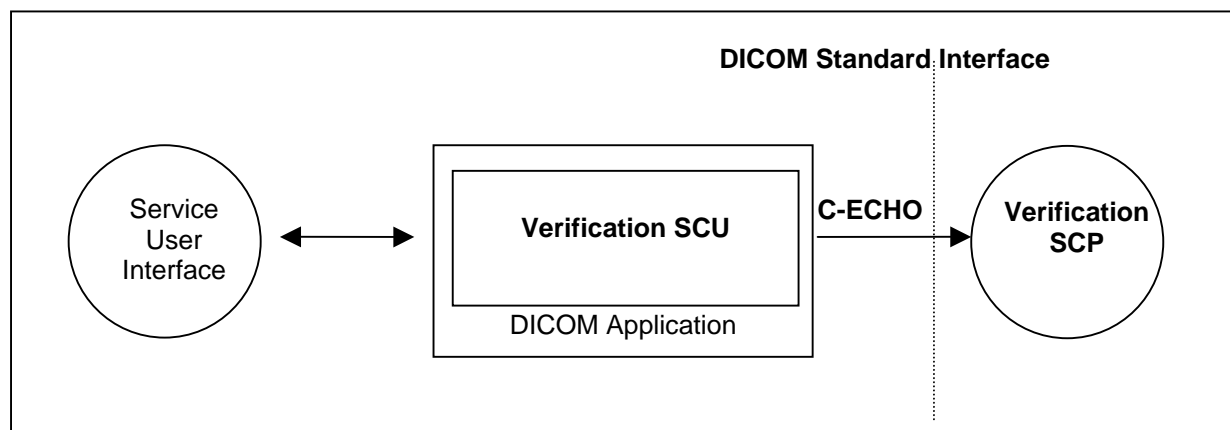 DICOM Standard Interface
Service
User
Interface
Verification SCU
DICOM Application
C-ECHO
Verification
SCP